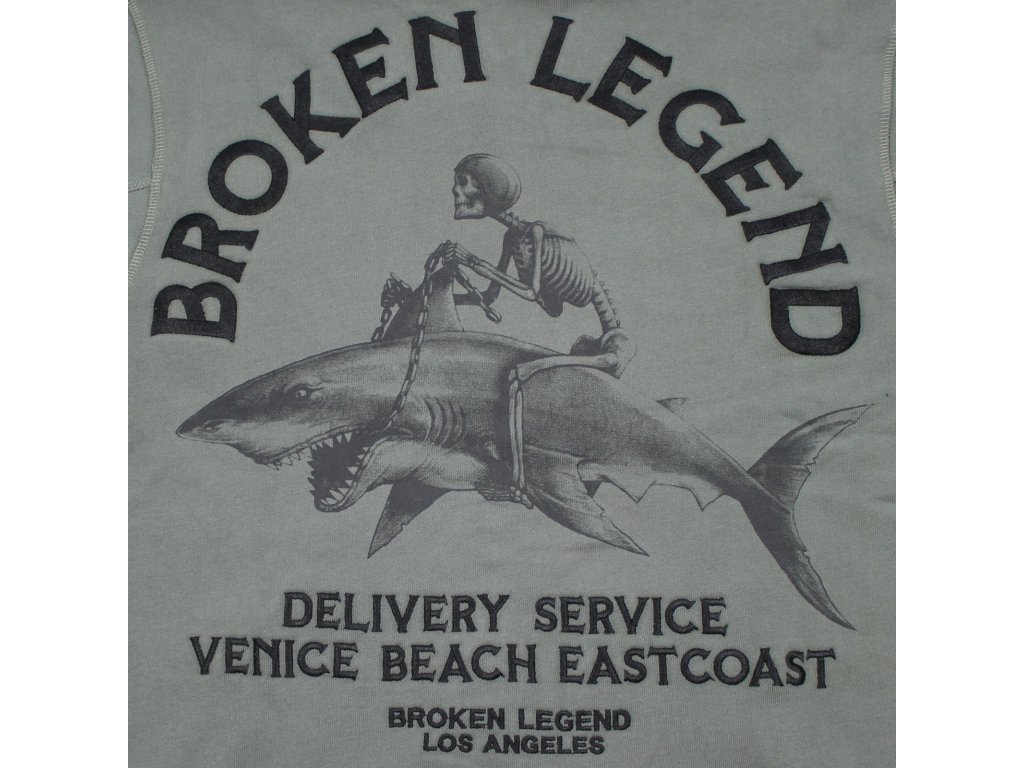 BROKEN LEGEND
DELIVERY SERVICE
VENICE BEACH EASTCOAST
BROKEN LEGEND
LOS ANGELES